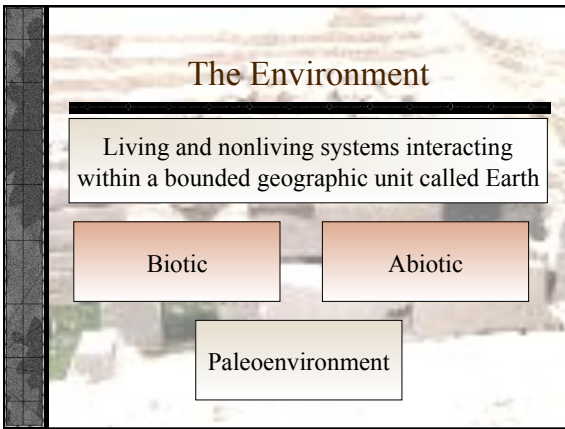 The Environment
Living and nonliving systems interacting
within a bounded geographic unit called Earth
Biotic
Abiotic
Paleoenvironment